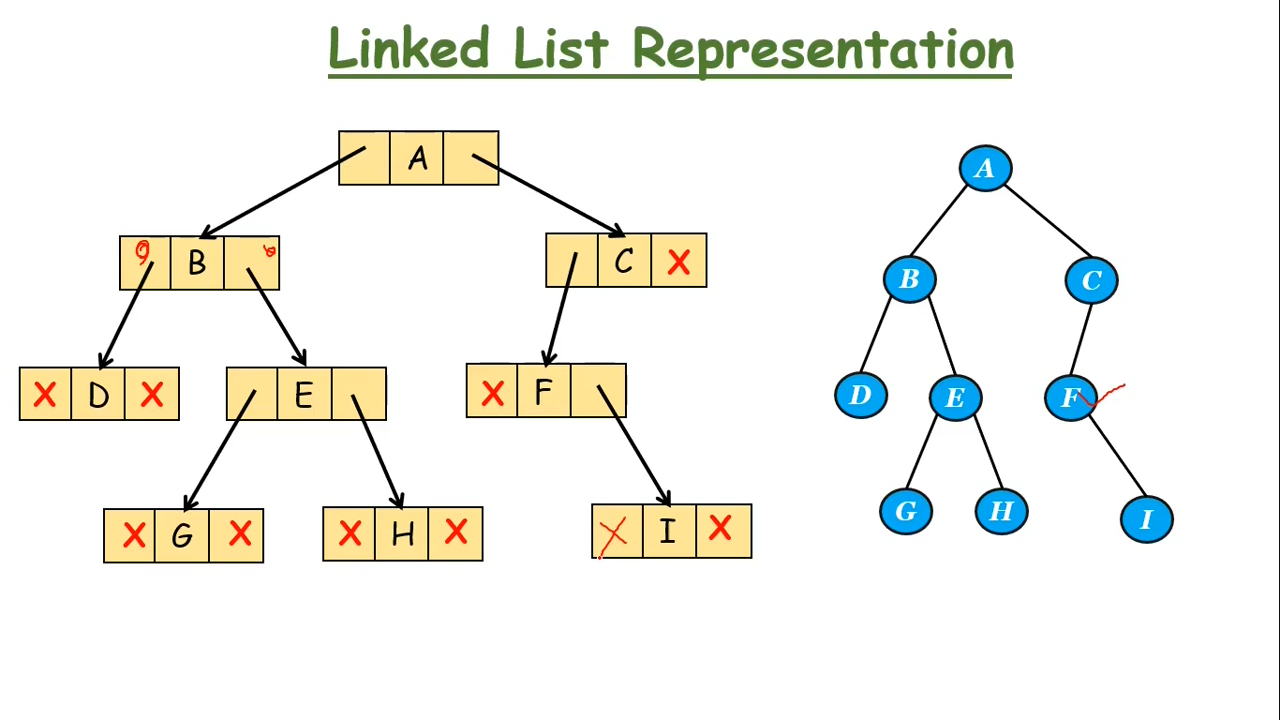 Linked List Representation
A
A
B
C
B
C
X D X
E
X F
D
E
F
X G X
X H X
X I X
G
H
I